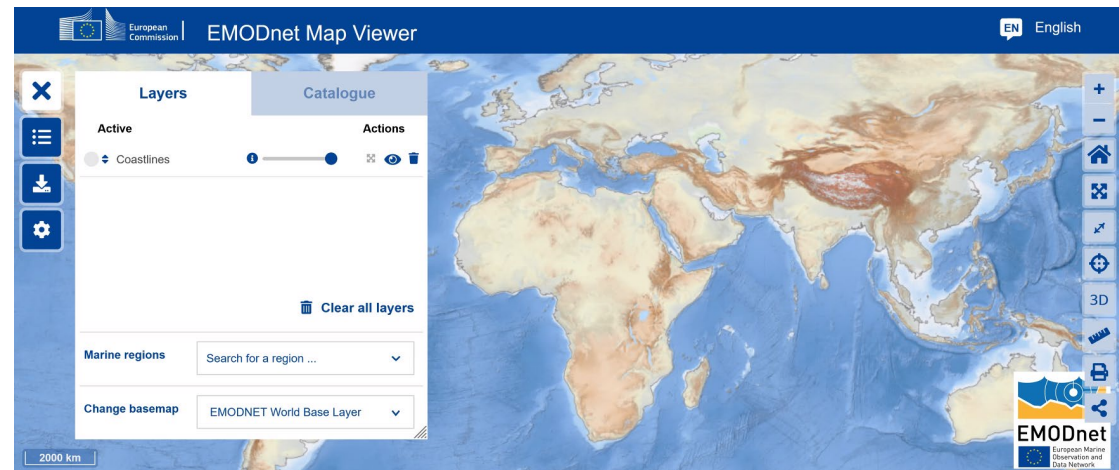 European
Commission
EMODnet Map Viewer
EN English
Layers
Catalogue
Active
Actions
Coastlines
Clear all layers
Marine regions
Search for a region ...
Change basemap
EMODNET World Base Layer
2000 km
+
−
3D
EMODnet
European Marine
Observation and
Data Network